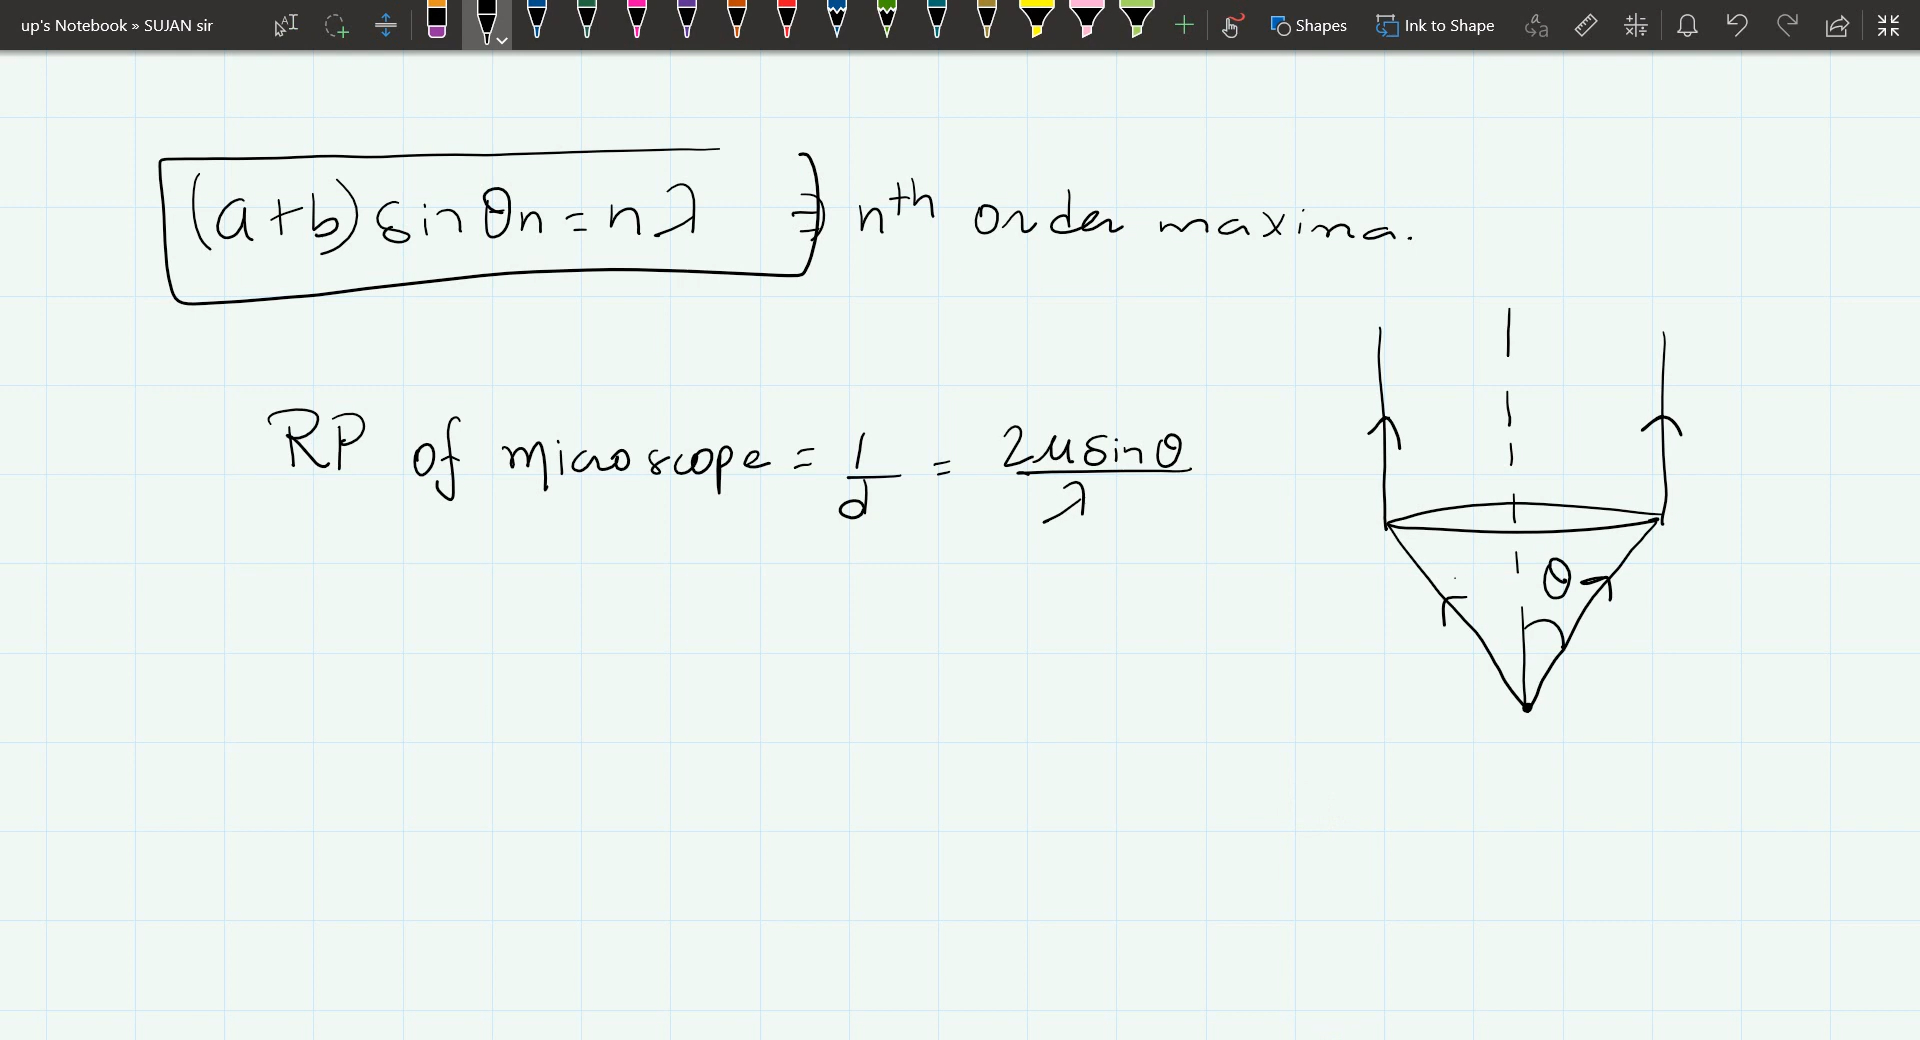 up's Notebook » SUJAN sir
Shapes
Ink to Shape
(a+b) sin θn = nλ ⇒ nth order maxima.
RP of microscope = 1/d = 2μ sinθ/λ
θ